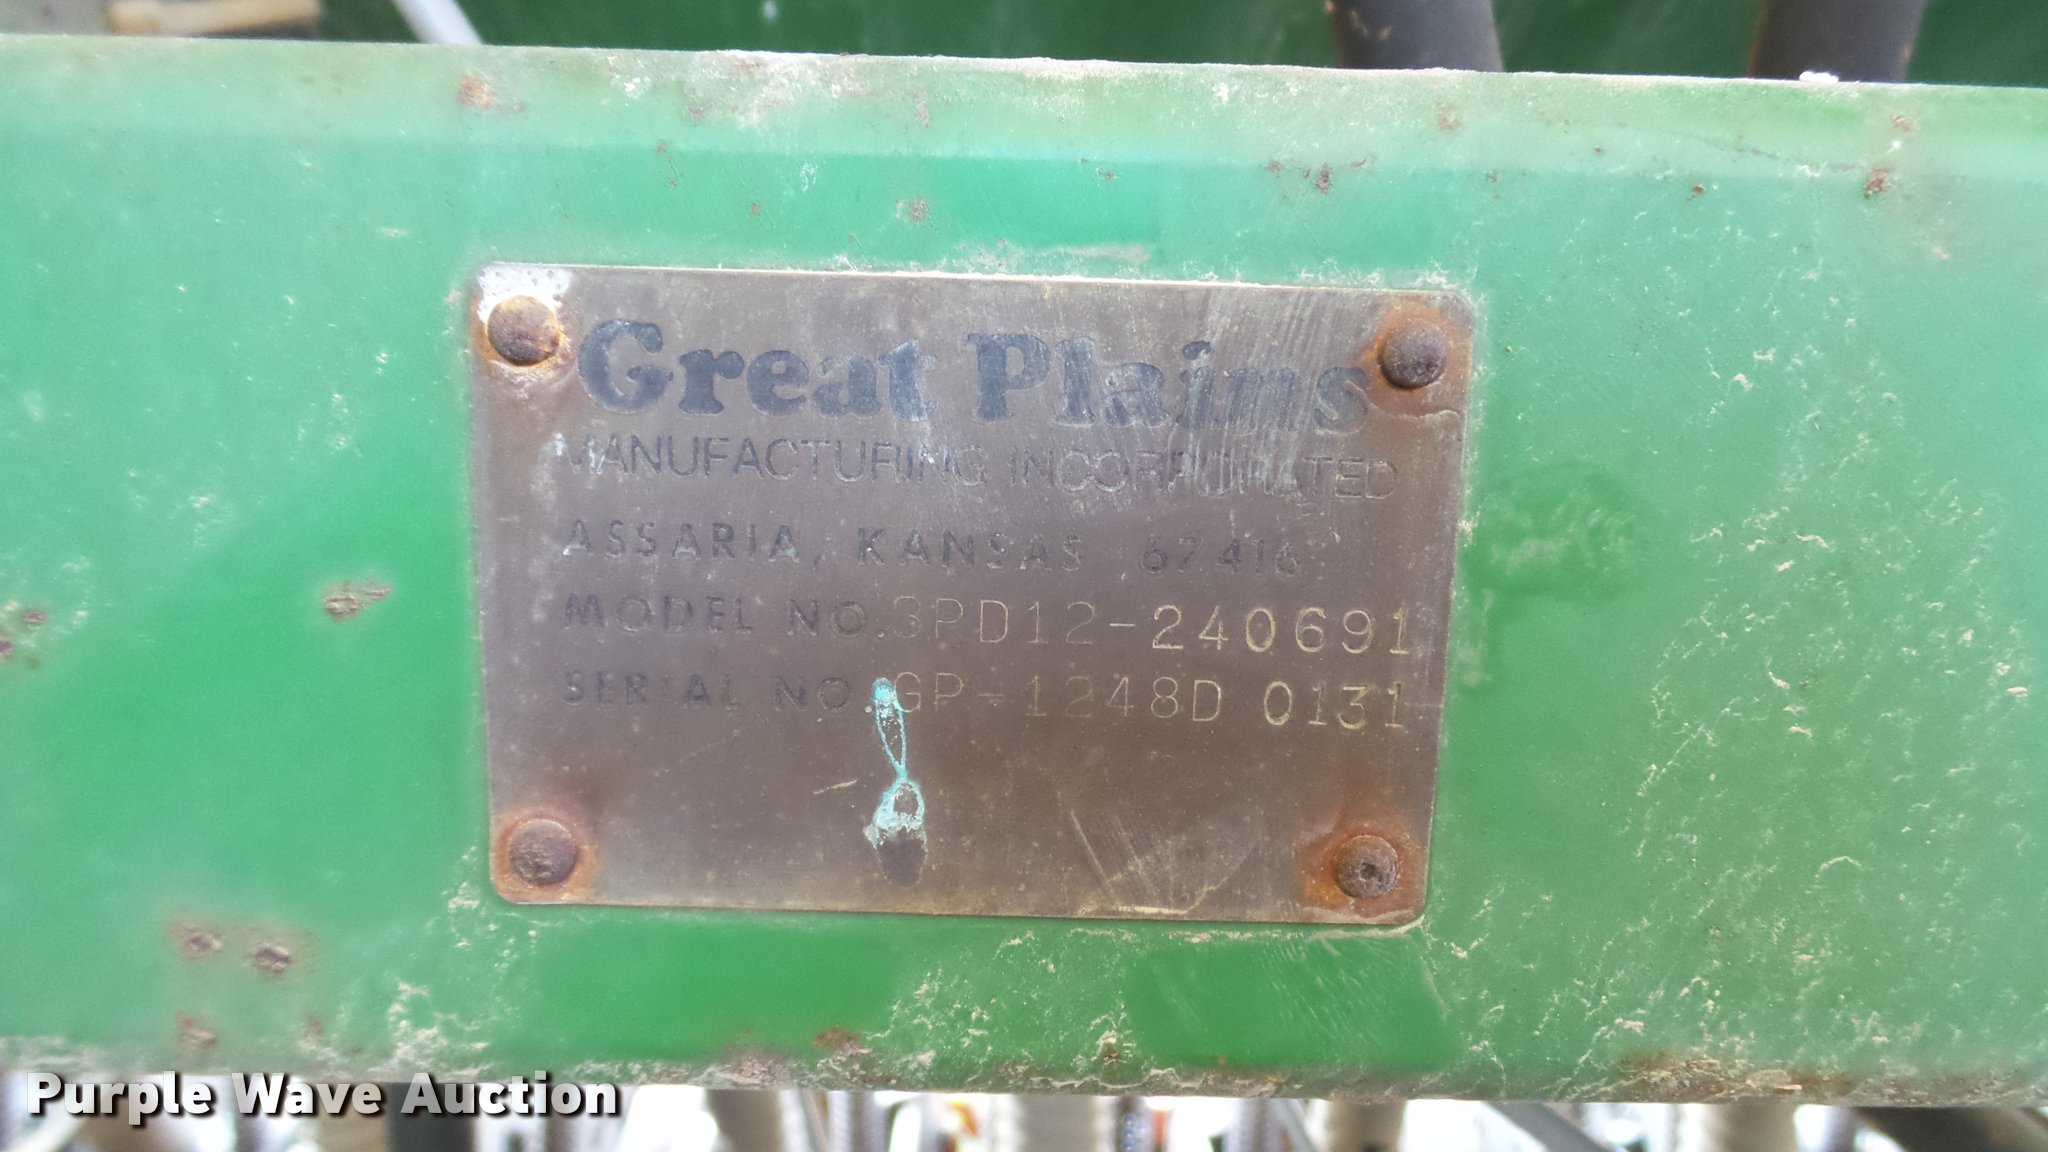 Great Plains
MANUFACTURING INCORPORATED
ASSARIA, KANSAS 67416
MODEL NO. 3PD12-240691
SERIAL NO. GP-1248D 0131
Purple Wave Auction